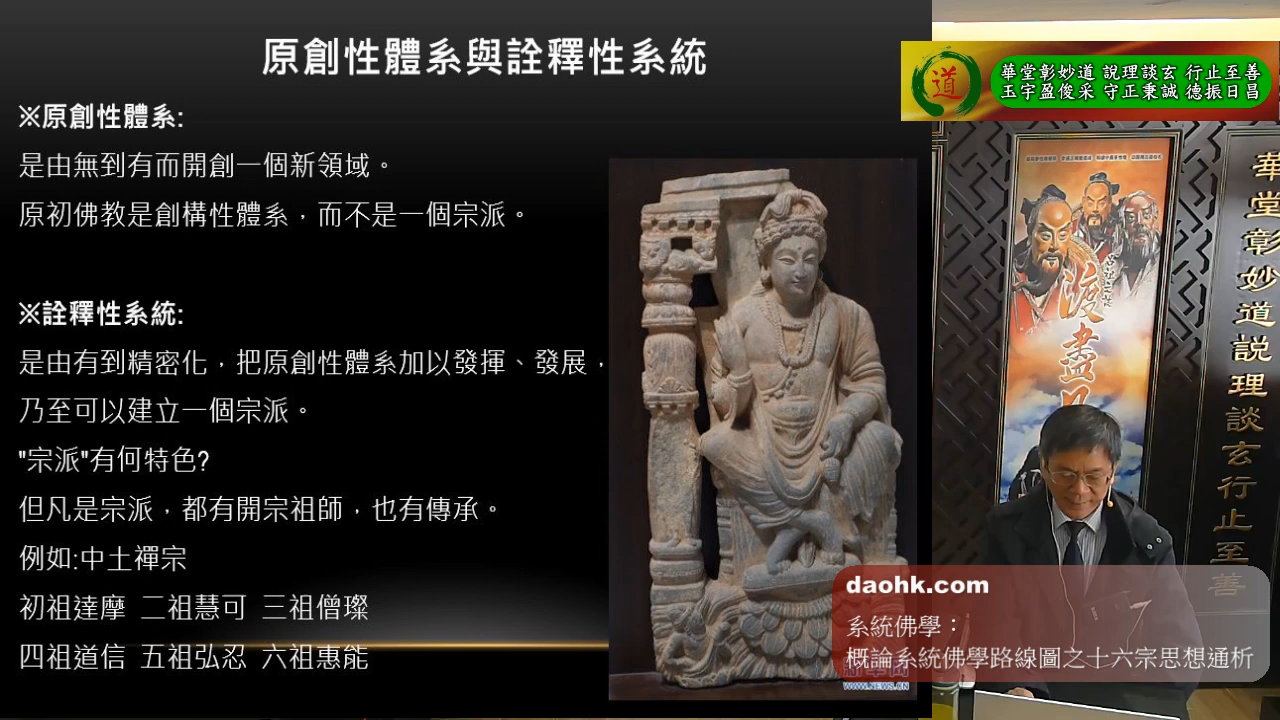 原創性體系與詮釋性系統
※原創性體系:
是由無到有而開創一個新領域。
原初佛教是創構性體系，而不是一個宗派。
※詮釋性系統:
是由有到精密化，把原創性體系加以發揮、發展，
乃至可以建立一個宗派。
"宗派"有何特色?
但凡是宗派，都有開宗祖師，也有傳承。
例如:中土禪宗
初祖達摩 二祖慧可 三祖僧璨
四祖道信 五祖弘忍 六祖惠能
新華網
WWW.NEWS.CN
道
華堂彰妙道 說理談玄 行止至善
玉宇盈俊采 守正秉誠 德振日昌
渡盡
華堂彰妙道說理談玄行止至善
daohk.com
系統佛學：
概論系統佛學路線圖之十六宗思想通析